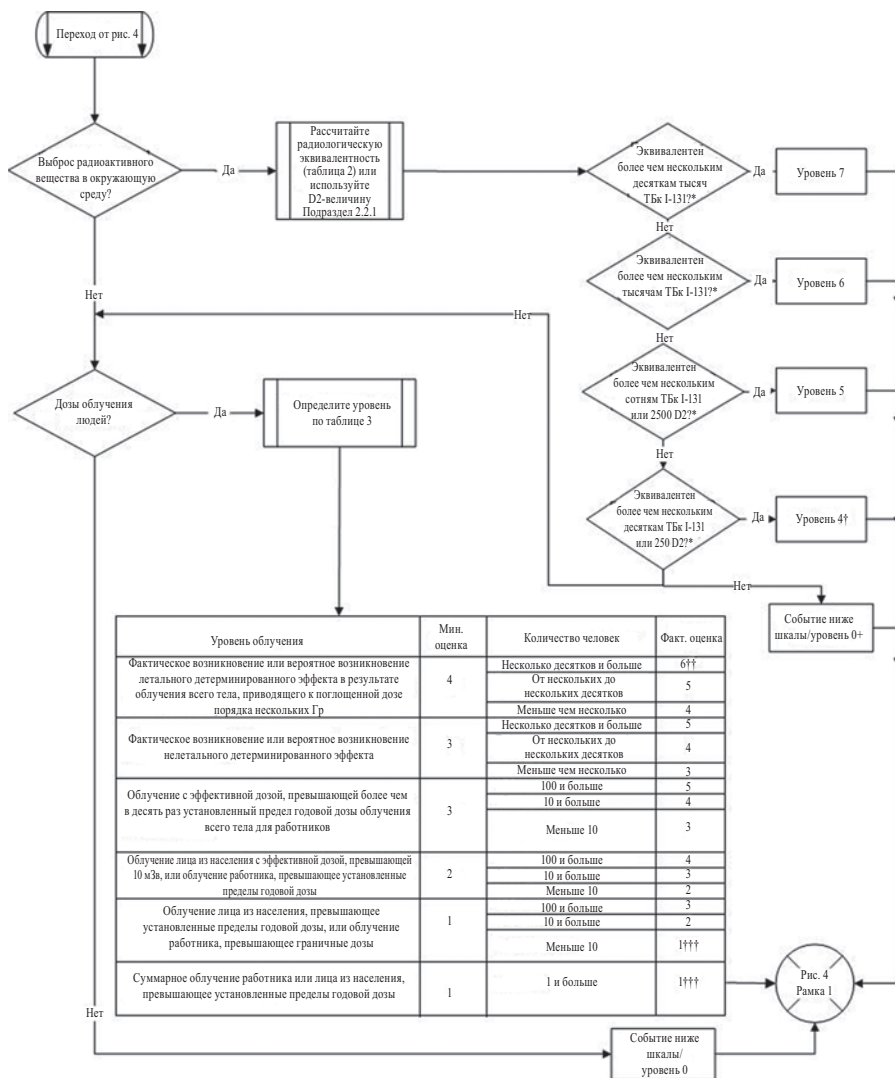 Переход от рис. 4
Выброс радиоактивного
вещества в окружающую
среду?
Да
Рассчитайте
радиологическую
эквивалентность
(таблица 2) или
используйте
D2-величину
Подраздел 2.2.1
Эквивалентен
более чем нескольким
десяткам тысяч
ТБк I-131?*
Да
Уровень 7
Нет
Эквивалентен
более чем нескольким
тысячам ТБк I-131?*
Да
Уровень 6
Нет
Эквивалентен
более чем нескольким
сотням ТБк I-131
или 2500 D2?*
Да
Уровень 5
Нет
Эквивалентен
более чем нескольким
десяткам ТБк I-131
или 250 D2?*
Да
Уровень 4†
Нет
Событие ниже
шкалы/уровень 0+
Нет
Нет
Дозы облучения
людей?
Да
Определите уровень
по таблице 3
Уровень облучения
Мин.
оценка
Количество человек
Факт. оценка
Фактическое возникновение или вероятное возникновение
летального детерминированного эффекта в результате
облучения всего тела, приводящего к поглощенной дозе
порядка нескольких Гр
4
Несколько десятков и больше
6††
От нескольких до
нескольких десятков
5
Меньше чем несколько
4
Фактическое возникновение или вероятное возникновение
нелетального детерминированного эффекта
3
Несколько десятков и больше
5
От нескольких до
нескольких десятков
4
Меньше чем несколько
3
Облучение с эффективной дозой, превышающей более чем
в десять раз установленный предел годовой дозы облучения
всего тела для работников
3
100 и больше
5
10 и больше
4
Меньше 10
3
Облучение лица из населения с эффективной дозой, превышающей
10 мЗв, или облучение работника, превышающее установленные
пределы годовой дозы
2
100 и больше
4
10 и больше
3
Меньше 10
2
Облучение лица из населения, превышающее
установленные пределы годовой дозы, или облучение
работника, превышающее граничные дозы
1
100 и больше
3
10 и больше
2
Меньше 10
1†††
Суммарное облучение работника или лица из населения,
превышающее установленные пределы годовой дозы
1
1 и больше
1†††
Рис. 4
Рамка 1
Нет
Событие ниже
шкалы/
уровень 0